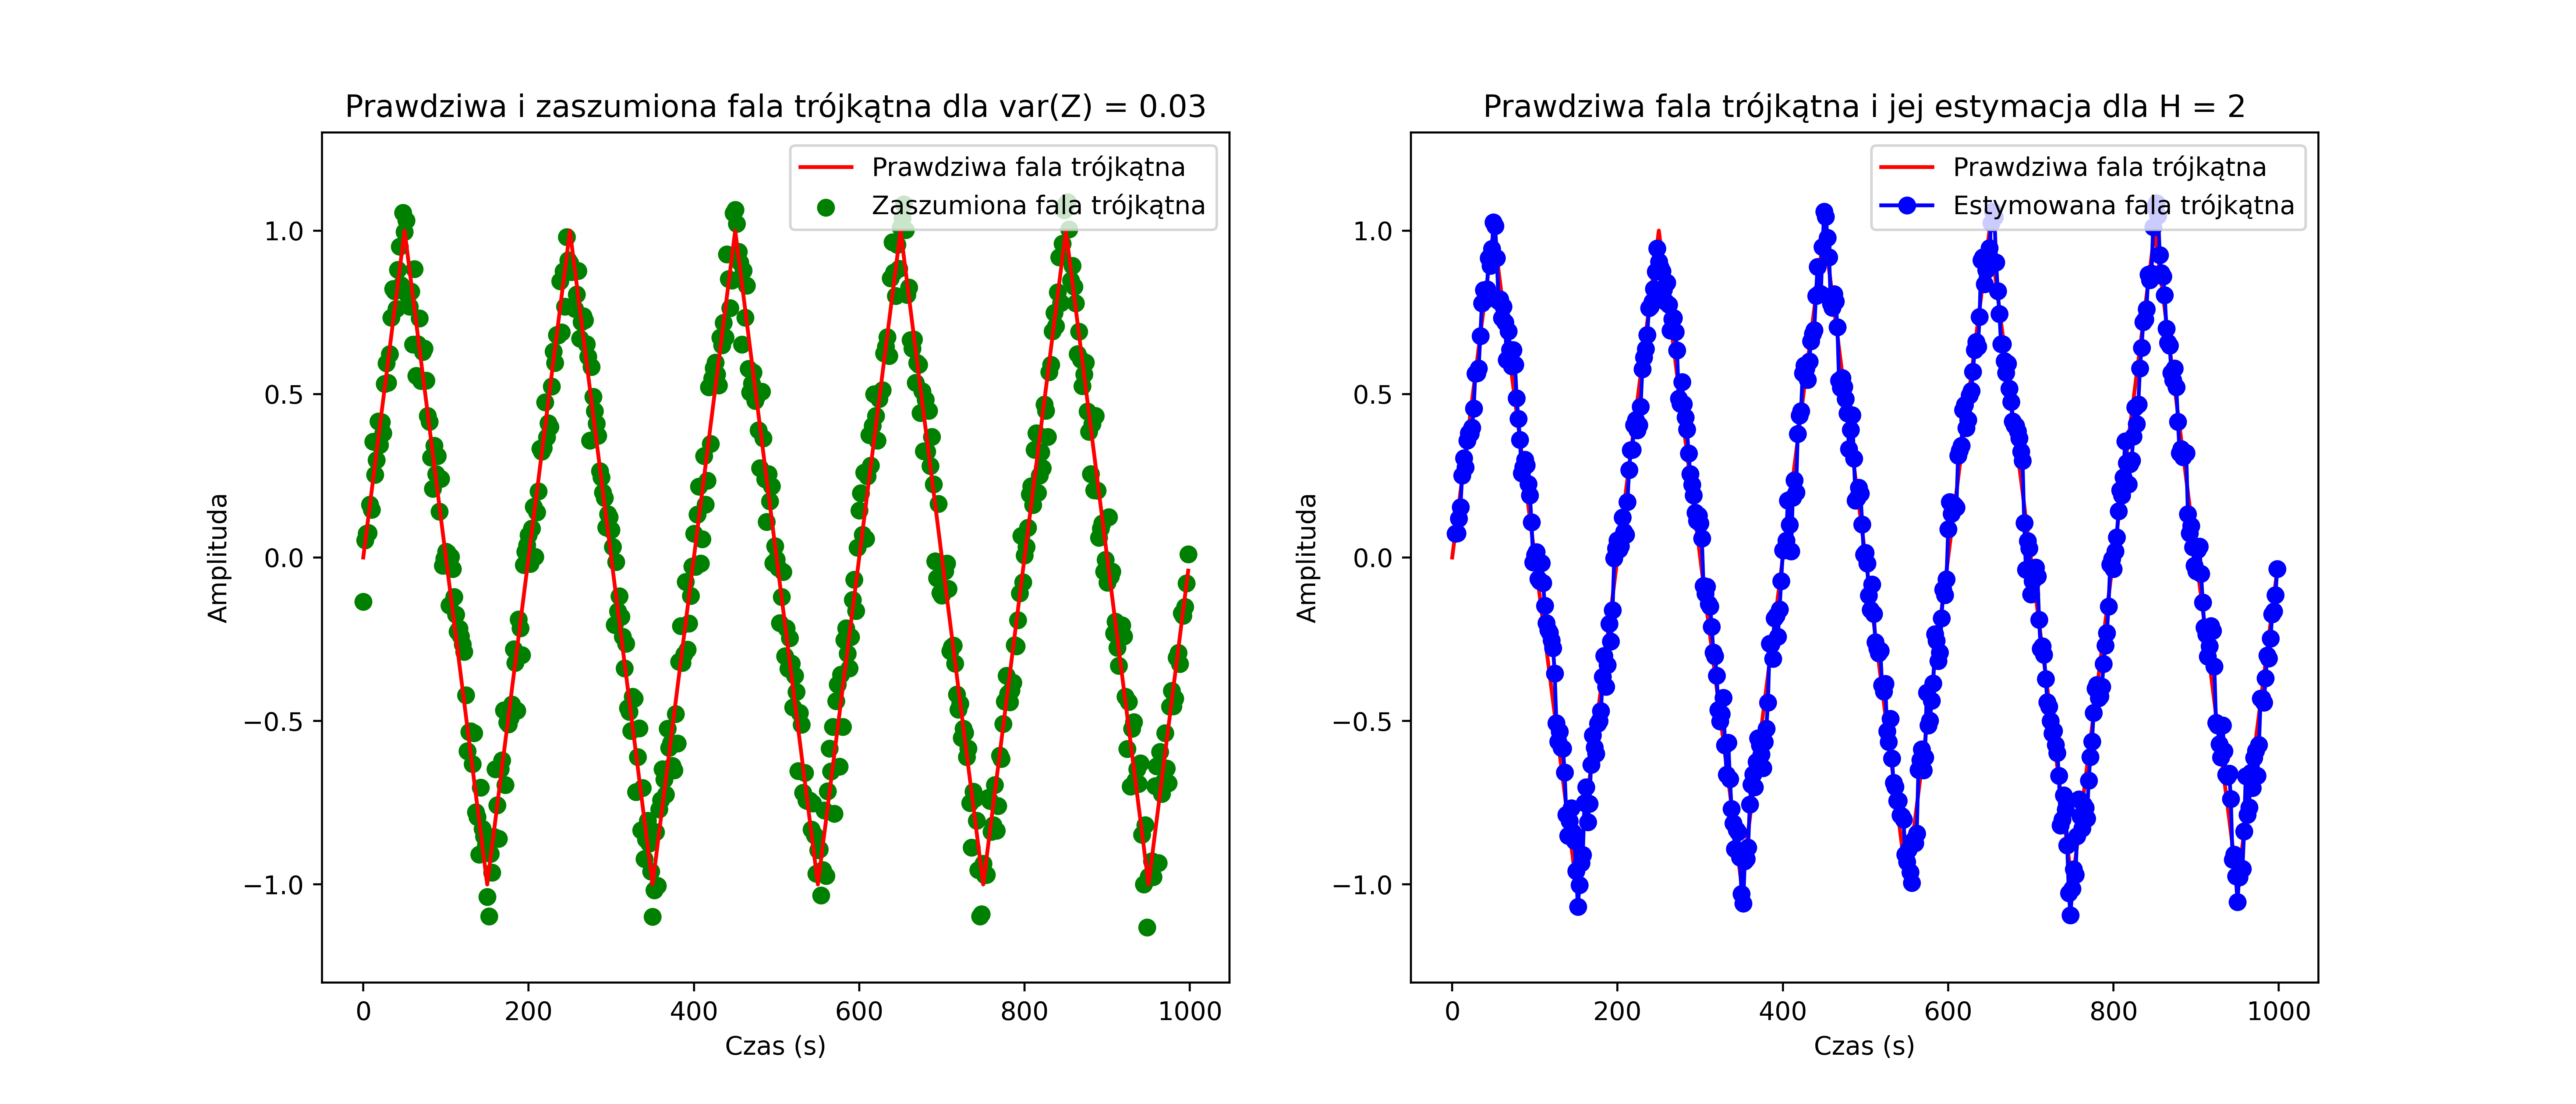 Prawdziwa i zaszumiona fala trójkątna dla var(Z) = 0.03
Prawdziwa fala trójkątna
Zaszumiona fala trójkątna
1.0
0.5
0.0
−0.5
−1.0
Amplituda
0 200 400 600 800 1000
Czas (s)
Prawdziwa fala trójkątna i jej estymacja dla H = 2
Prawdziwa fala trójkątna
Estymowana fala trójkątna
1.0
0.5
0.0
−0.5
−1.0
Amplituda
0 200 400 600 800 1000
Czas (s)